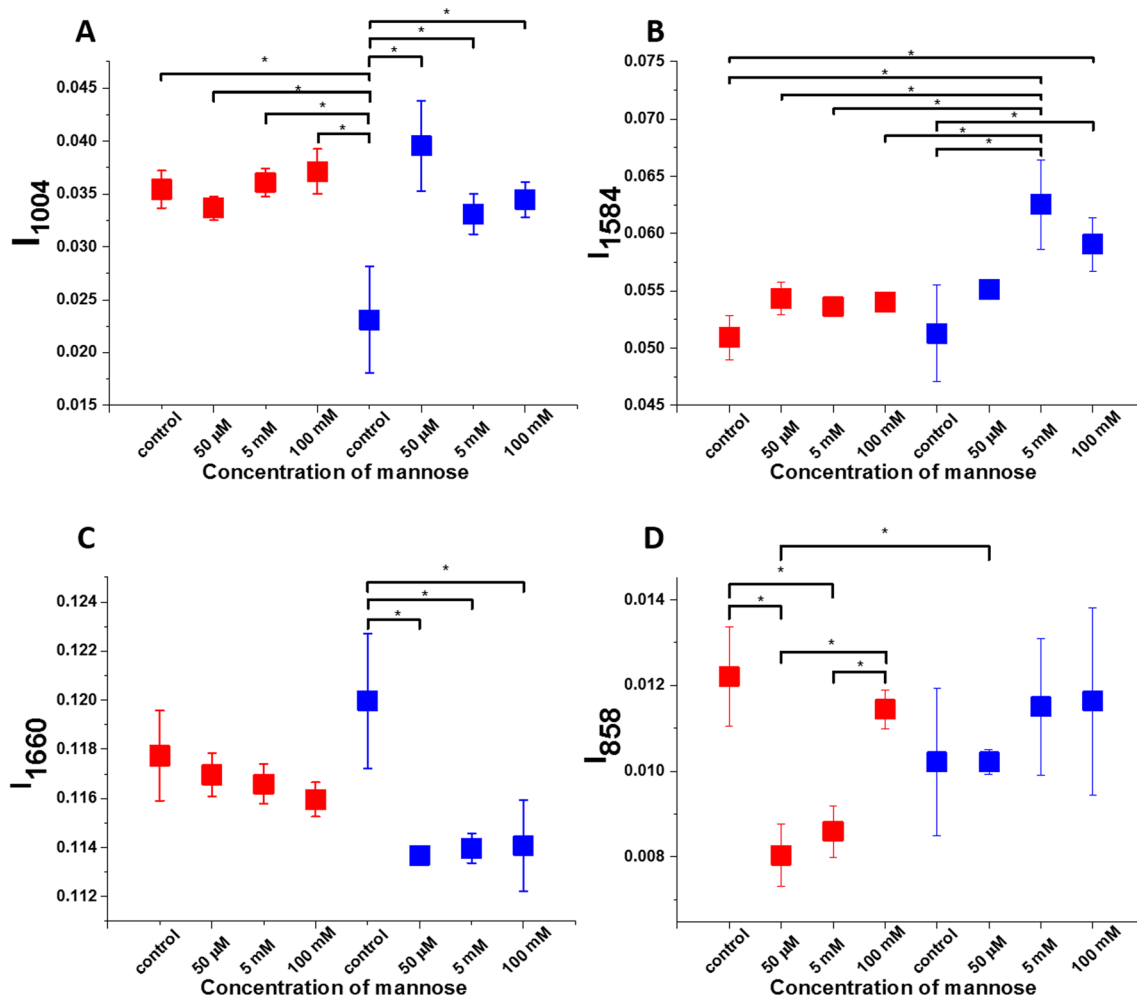 A
*
*
*
*
*
*
*
0.045
0.040
0.035
0.030
0.025
0.020
0.015
I1004
control
50 µM
5 mM
100 mM
control
50 µM
5 mM
100 mM
Concentration of mannose
B
*
*
*
*
*
*
*
0.075
0.070
0.065
0.060
0.055
0.050
0.045
I1584
control
50 µM
5 mM
100 mM
control
50 µM
5 mM
100 mM
Concentration of mannose
C
*
*
*
0.124
0.122
0.120
0.118
0.116
0.114
0.112
I1660
control
50 µM
5 mM
100 mM
control
50 µM
5 mM
100 mM
Concentration of mannose
D
*
*
*
*
*
0.014
0.012
0.010
0.008
I858
control
50 µM
5 mM
100 mM
control
50 µM
5 mM
100 mM
Concentration of mannose